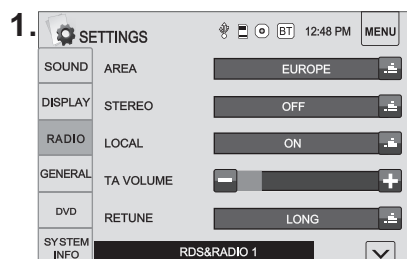 1. SETTINGS BT 12:48 PM MENU
SOUND AREA EUROPE
DISPLAY STEREO OFF
RADIO LOCAL ON
GENERAL TA VOLUME - +
DVD RETUNE LONG
SYSTEM INFO RDS&RADIO 1